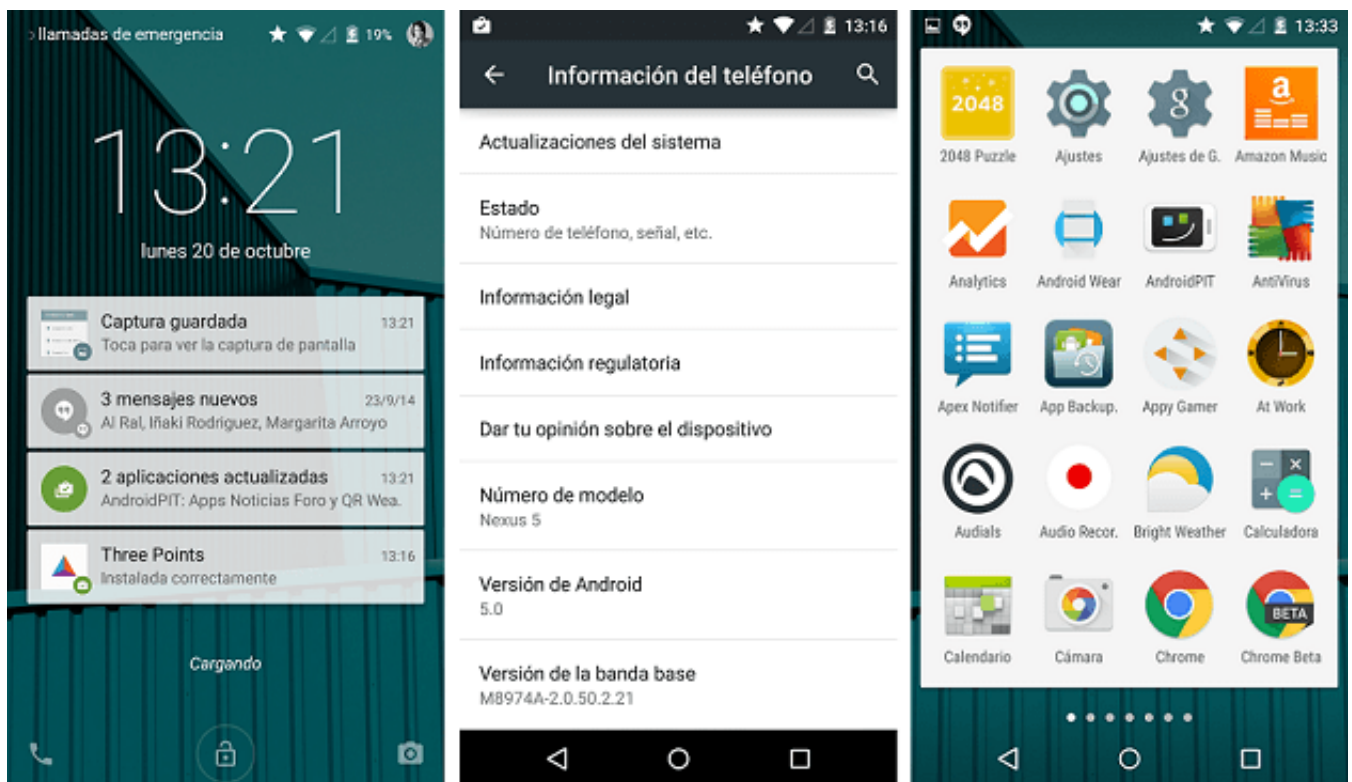 llamadas de emergencia
19%
13:21
lunes 20 de octubre
Captura guardada 13:21
Toca para ver la captura de pantalla
3 mensajes nuevos 23/9/14
Al Ral, Iñaki Rodriguez, Margarita Arroyo
2 aplicaciones actualizadas 13:21
AndroidPIT: Apps Noticias Foro y QR Wea.
Three Points 13:16
Instalada correctamente
Cargando
13:16
Información del teléfono
Actualizaciones del sistema
Estado
Número de teléfono, señal, etc.
Información legal
Información regulatoria
Dar tu opinión sobre el dispositivo
Número de modelo
Nexus 5
Versión de Android
5.0
Versión de la banda base
M8974A-2.0.50.2.21
13:33
2048
2048 Puzzle Ajustes Ajustes de G. Amazon Music
Analytics Android Wear AndroidPIT AntiVirus
Apex Notifier App Backup. Appy Gamer At Work
Audials Audio Recor. Bright Weather Calculadora
BETA
Calendario Cámara Chrome Chrome Beta